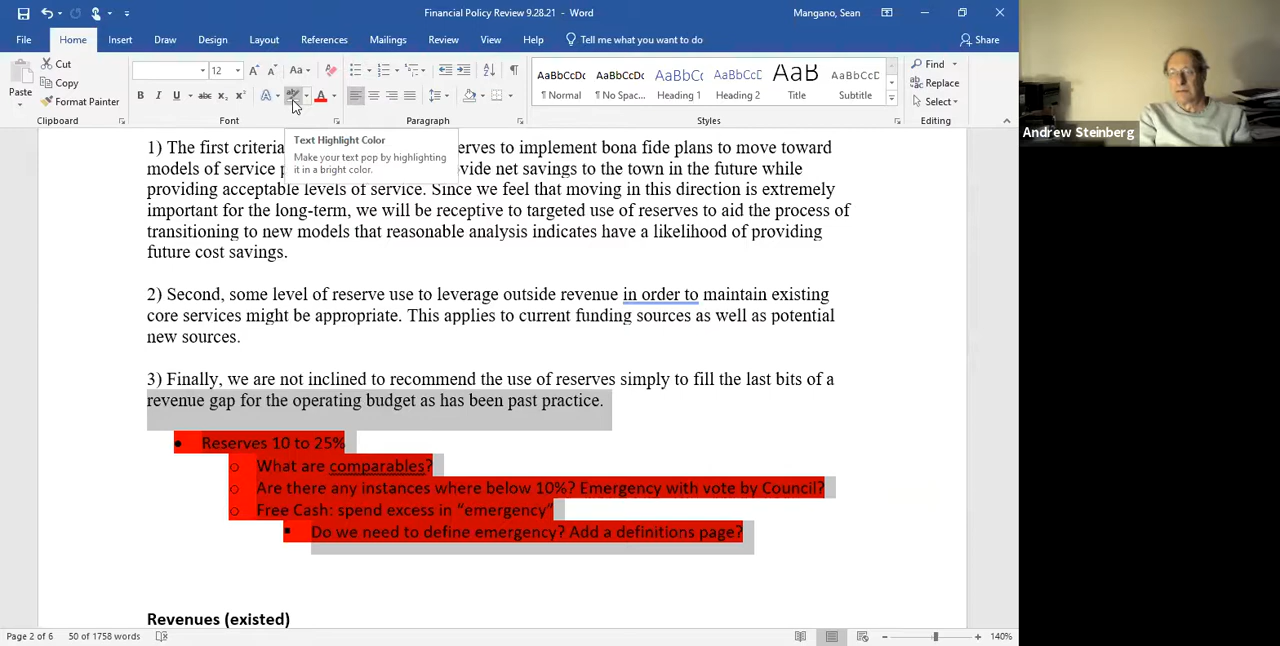 Financial Policy Review 9.28.21 - Word
Mangano, Sean
File Home Insert Draw Design Layout References Mailings Review View Help Tell me what you want to do
Share
Paste
Cut
Copy
Format Painter
Clipboard
12
Font
Paragraph
AaBbCcDc AaBbCcDc AaBbC AaBbCcD AaB AaBbCcD
¶ Normal ¶ No Spac... Heading 1 Heading 2 Title Subtitle
Styles
Find
Replace
Select
Editing
Text Highlight Color
Make your text pop by highlighting
it in a bright color.
1) The first criteria erves to implement bona fide plans to move toward
models of service p vide net savings to the town in the future while
providing acceptable levels of service. Since we feel that moving in this direction is extremely
important for the long-term, we will be receptive to targeted use of reserves to aid the process of
transitioning to new models that reasonable analysis indicates have a likelihood of providing
future cost savings.
2) Second, some level of reserve use to leverage outside revenue in order to maintain existing
core services might be appropriate. This applies to current funding sources as well as potential
new sources.
3) Finally, we are not inclined to recommend the use of reserves simply to fill the last bits of a
revenue gap for the operating budget as has been past practice.
• Reserves 10 to 25%
o What are comparables?
o Are there any instances where below 10%? Emergency with vote by Council?
o Free Cash: spend excess in “emergency”
▪ Do we need to define emergency? Add a definitions page?
Revenues (existed)
Page 2 of 6 50 of 1758 words
140%
Andrew Steinberg